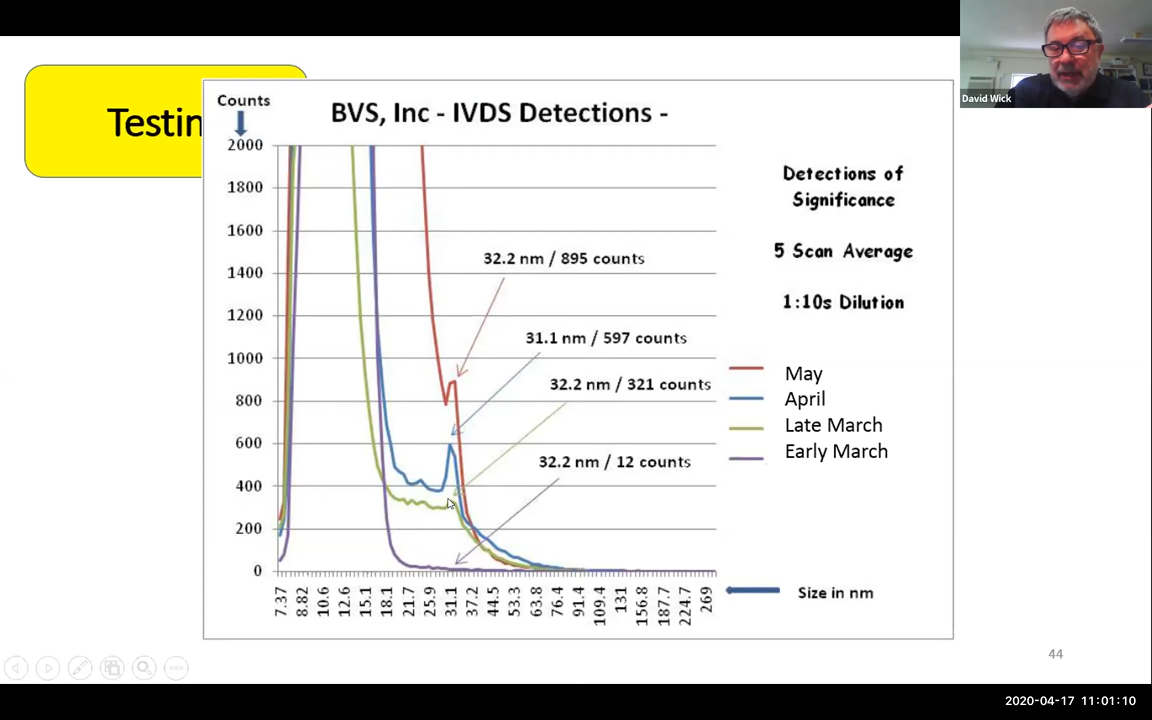 David Wick
Testin
Counts
BVS, Inc - IVDS Detections -
2000
1800
1600
1400
1200
1000
800
600
400
200
0
32.2 nm / 895 counts
31.1 nm / 597 counts
32.2 nm / 321 counts
32.2 nm / 12 counts
Detections of
Significance
5 Scan Average
1:10s Dilution
May
April
Late March
Early March
7.37
8.82
10.6
12.6
15.1
18.1
21.7
25.9
31.1
37.2
44.5
53.3
63.8
76.4
91.4
109.4
131
156.8
187.7
224.7
269
Size in nm
44
2020-04-17 11:01:10